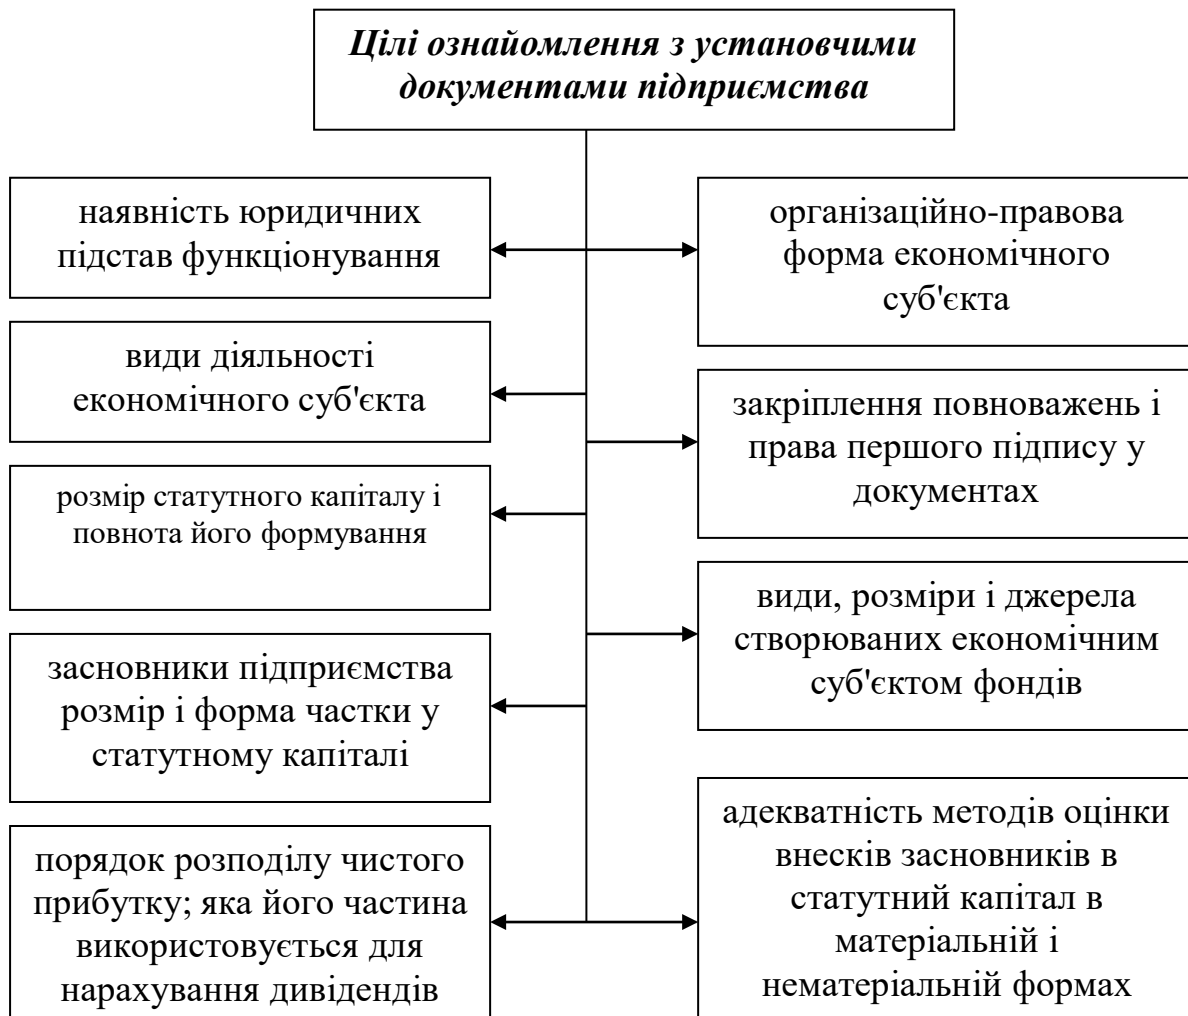 Цілі ознайомлення з установчими
документами підприємства
наявність юридичних
підстав функціонування
організаційно-правова
форма економічного
суб'єкта
види діяльності
економічного суб'єкта
закріплення повноважень і
права першого підпису у
документах
розмір статутного капіталу і
повнота його формування
види, розміри і джерела
створюваних економічним
суб'єктом фондів
засновники підприємства
розмір і форма частки у
статутному капіталі
адекватність методів оцінки
внесків засновників в
статутний капітал в
матеріальній і
нематеріальній формах
порядок розподілу чистого
прибутку; яка його частина
використовується для
нарахування дивідендів